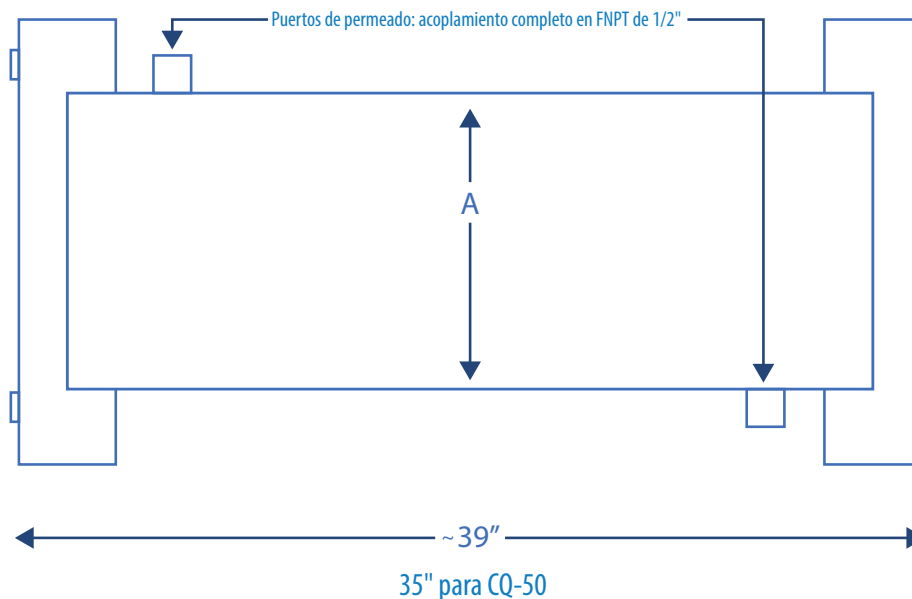 Puertos de permeado: acoplamiento completo en FNPT de 1/2"
A
~39”
35" para CQ-50